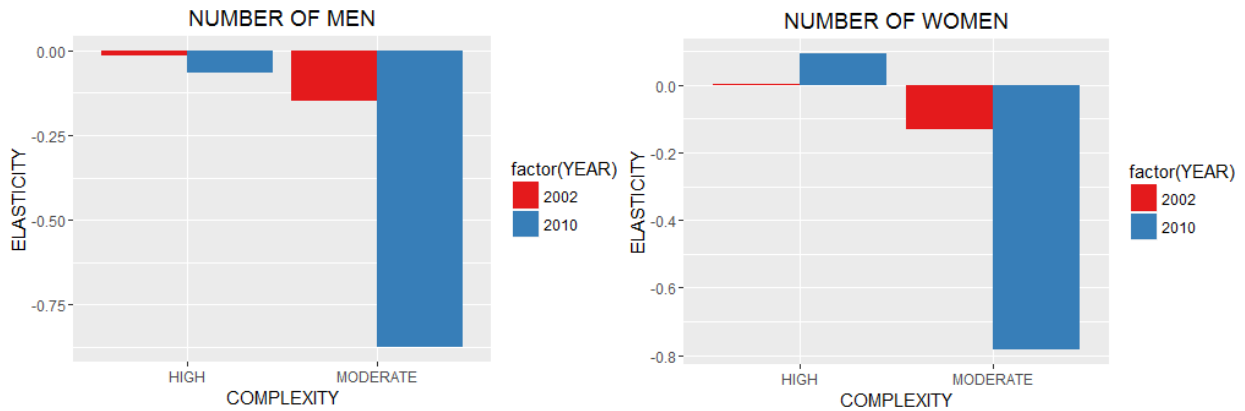 NUMBER OF MEN
0.00
-0.25
-0.50
-0.75
ELASTICITY
HIGH
MODERATE
COMPLEXITY
factor(YEAR)
2002
2010
NUMBER OF WOMEN
0.0
-0.2
-0.4
-0.6
-0.8
ELASTICITY
HIGH
MODERATE
COMPLEXITY
factor(YEAR)
2002
2010